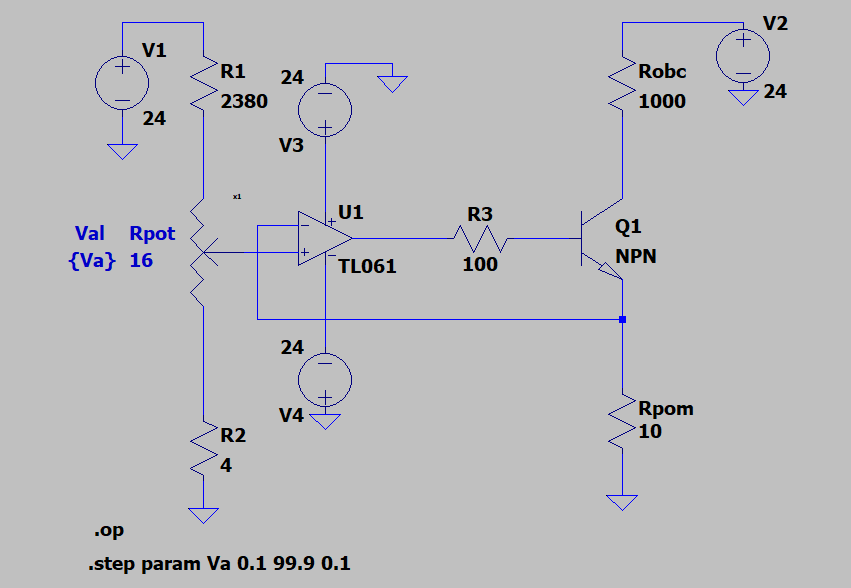 V1
24
R1
2380
24
V3
V2
24
Robc
1000
x1
Val Rpot
{Va} 16
U1
TL061
R3
100
Q1
NPN
24
V4
R2
4
Rpom
10
.op
.step param Va 0.1 99.9 0.1